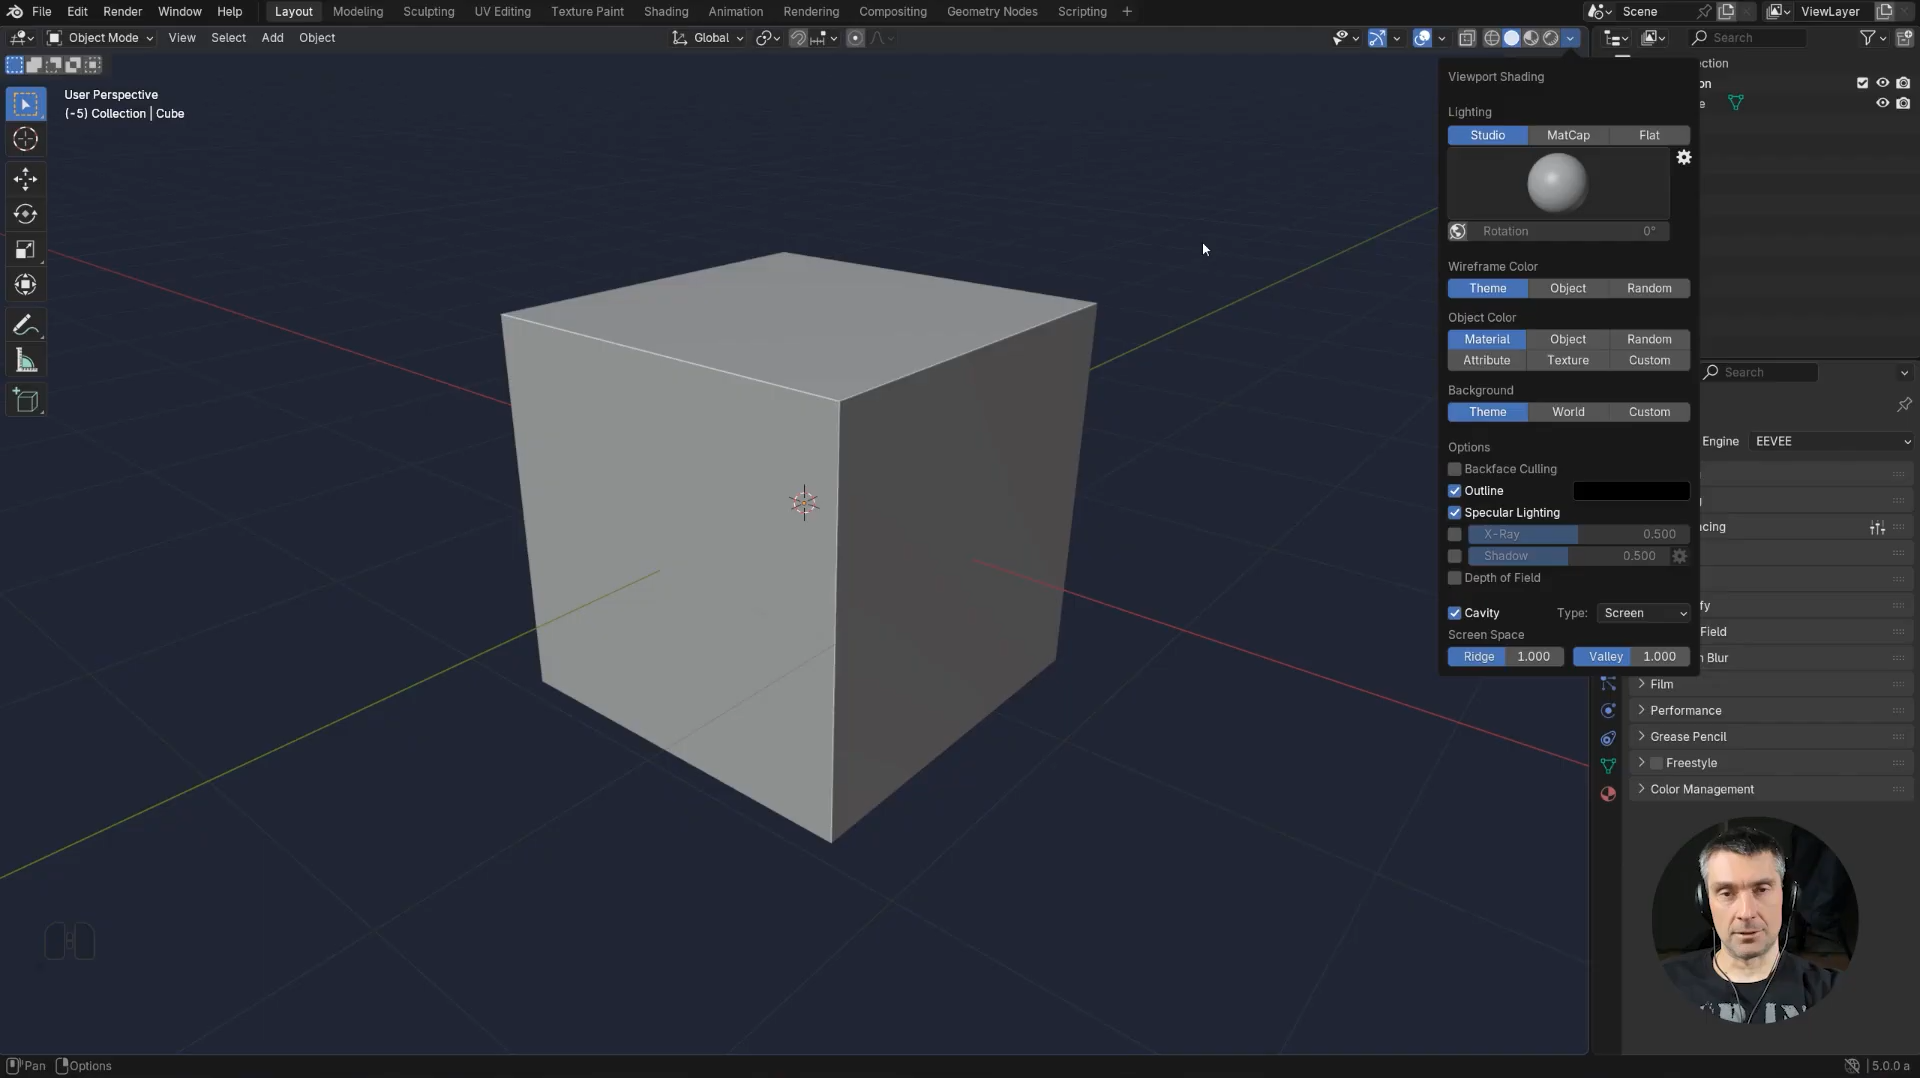 File Edit Render Window Help Layout Modeling Sculpting UV Editing Texture Paint Shading Animation Rendering Compositing Geometry Nodes Scripting + Scene ViewLayer
Object Mode View Select Add Object Global Search
User Perspective
(-5) Collection | Cube
Viewport Shading
Lighting
Studio MatCap Flat
Rotation 0°
Wireframe Color
Theme Object Random
Object Color
Material Object Random
Attribute Texture Custom
Background
Theme World Custom
Options
Backface Culling
Outline
Specular Lighting
X-Ray 0.500
Shadow 0.500
Depth of Field
Cavity Type: Screen
Screen Space
Ridge 1.000 Valley 1.000
ction
on
e
Search
Engine EEVEE
acing
fy
Field
n Blur
Film
Performance
Grease Pencil
Freestyle
Color Management
Pan Options
5.0.0 a